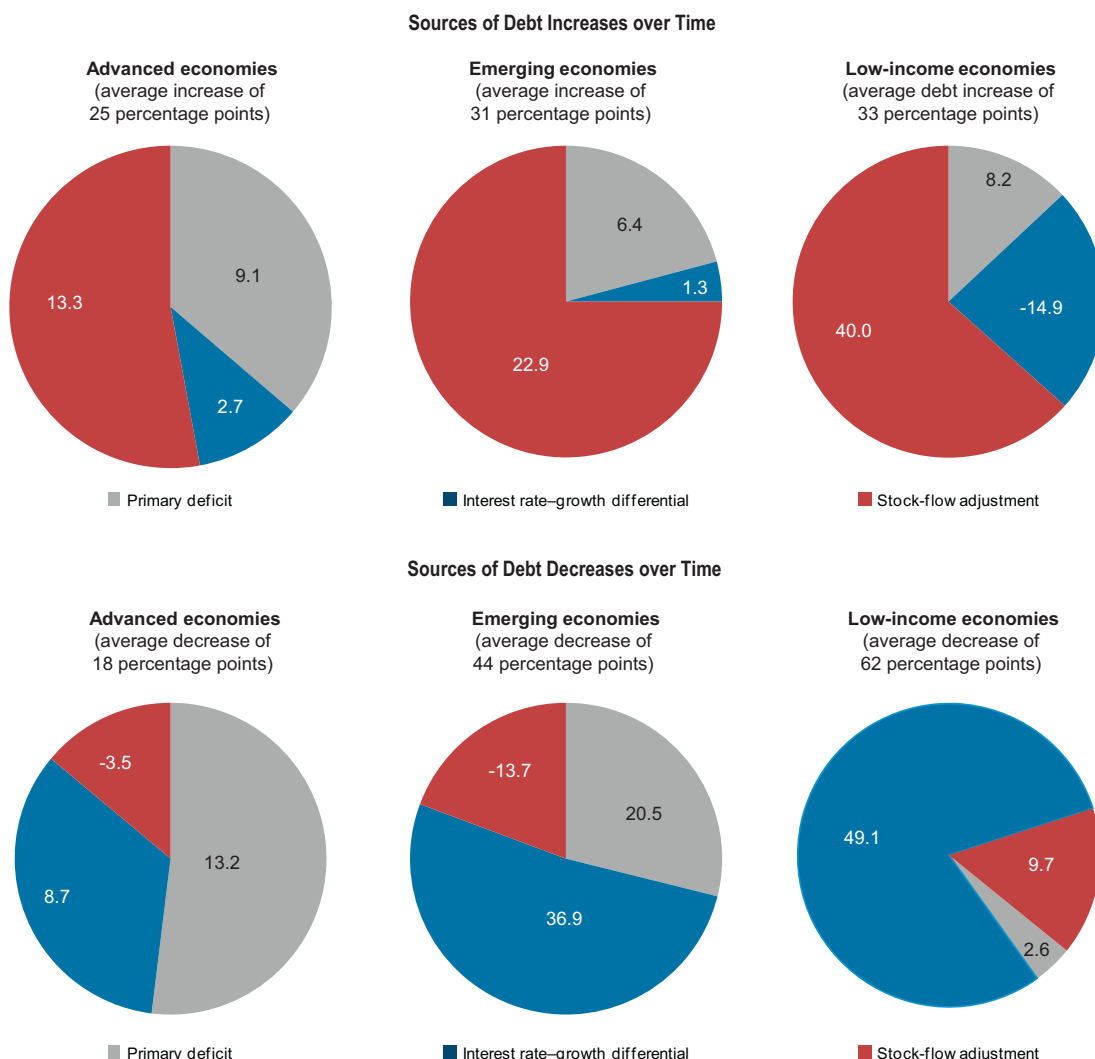 Sources of Debt Increases over Time
Advanced economies
(average increase of
25 percentage points)
Emerging economies
(average increase of
31 percentage points)
Low-income economies
(average debt increase of
33 percentage points)
9.1
2.7
13.3
6.4
1.3
22.9
8.2
-14.9
40.0
Primary deficit
Interest rate–growth differential
Stock-flow adjustment
Sources of Debt Decreases over Time
Advanced economies
(average decrease of
18 percentage points)
Emerging economies
(average decrease of
44 percentage points)
Low-income economies
(average decrease of
62 percentage points)
-3.5
13.2
8.7
-13.7
20.5
36.9
49.1
9.7
2.6
Primary deficit
Interest rate–growth differential
Stock-flow adjustment